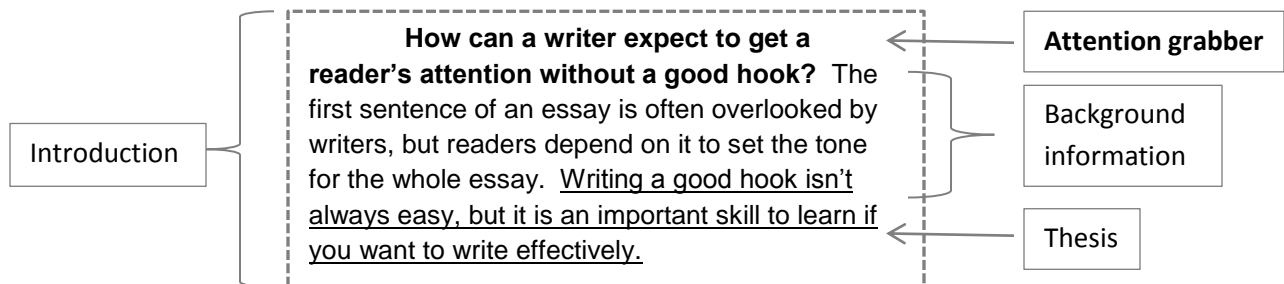 Introduction
How can a writer expect to get a
reader’s attention without a good hook?  The
first sentence of an essay is often overlooked by
writers, but readers depend on it to set the tone
for the whole essay.  Writing a good hook isn’t
always easy, but it is an important skill to learn if
you want to write effectively.
Attention grabber
Background
information
Thesis